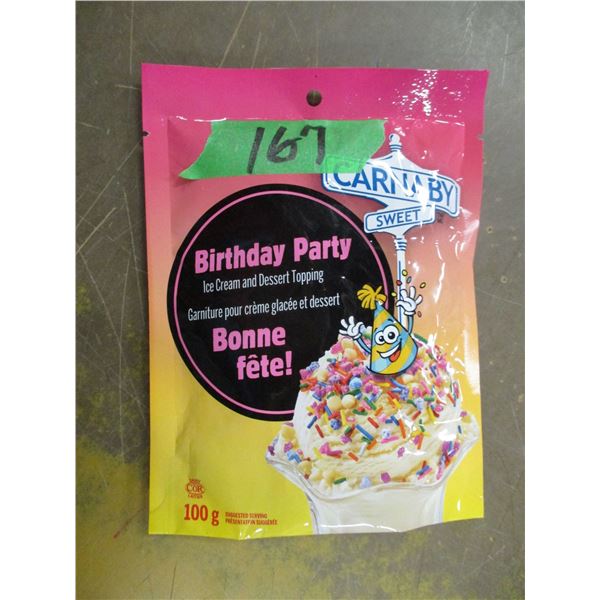 167
CARNABY
SWEET
Birthday Party
Ice Cream and Dessert Topping
Garniture pour crème glacée et dessert
Bonne
fête!
COR
100 g
SUGGESTED SERVING
PRÉSENTATION SUGGÉRÉE